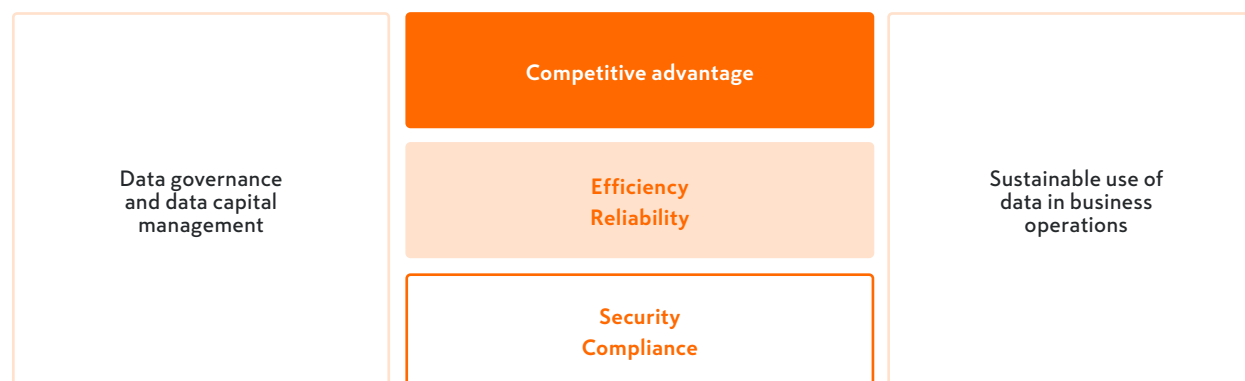 Data governance
and data capital
management
Competitive advantage
Efficiency
Reliability
Security
Compliance
Sustainable use of
data in business
operations